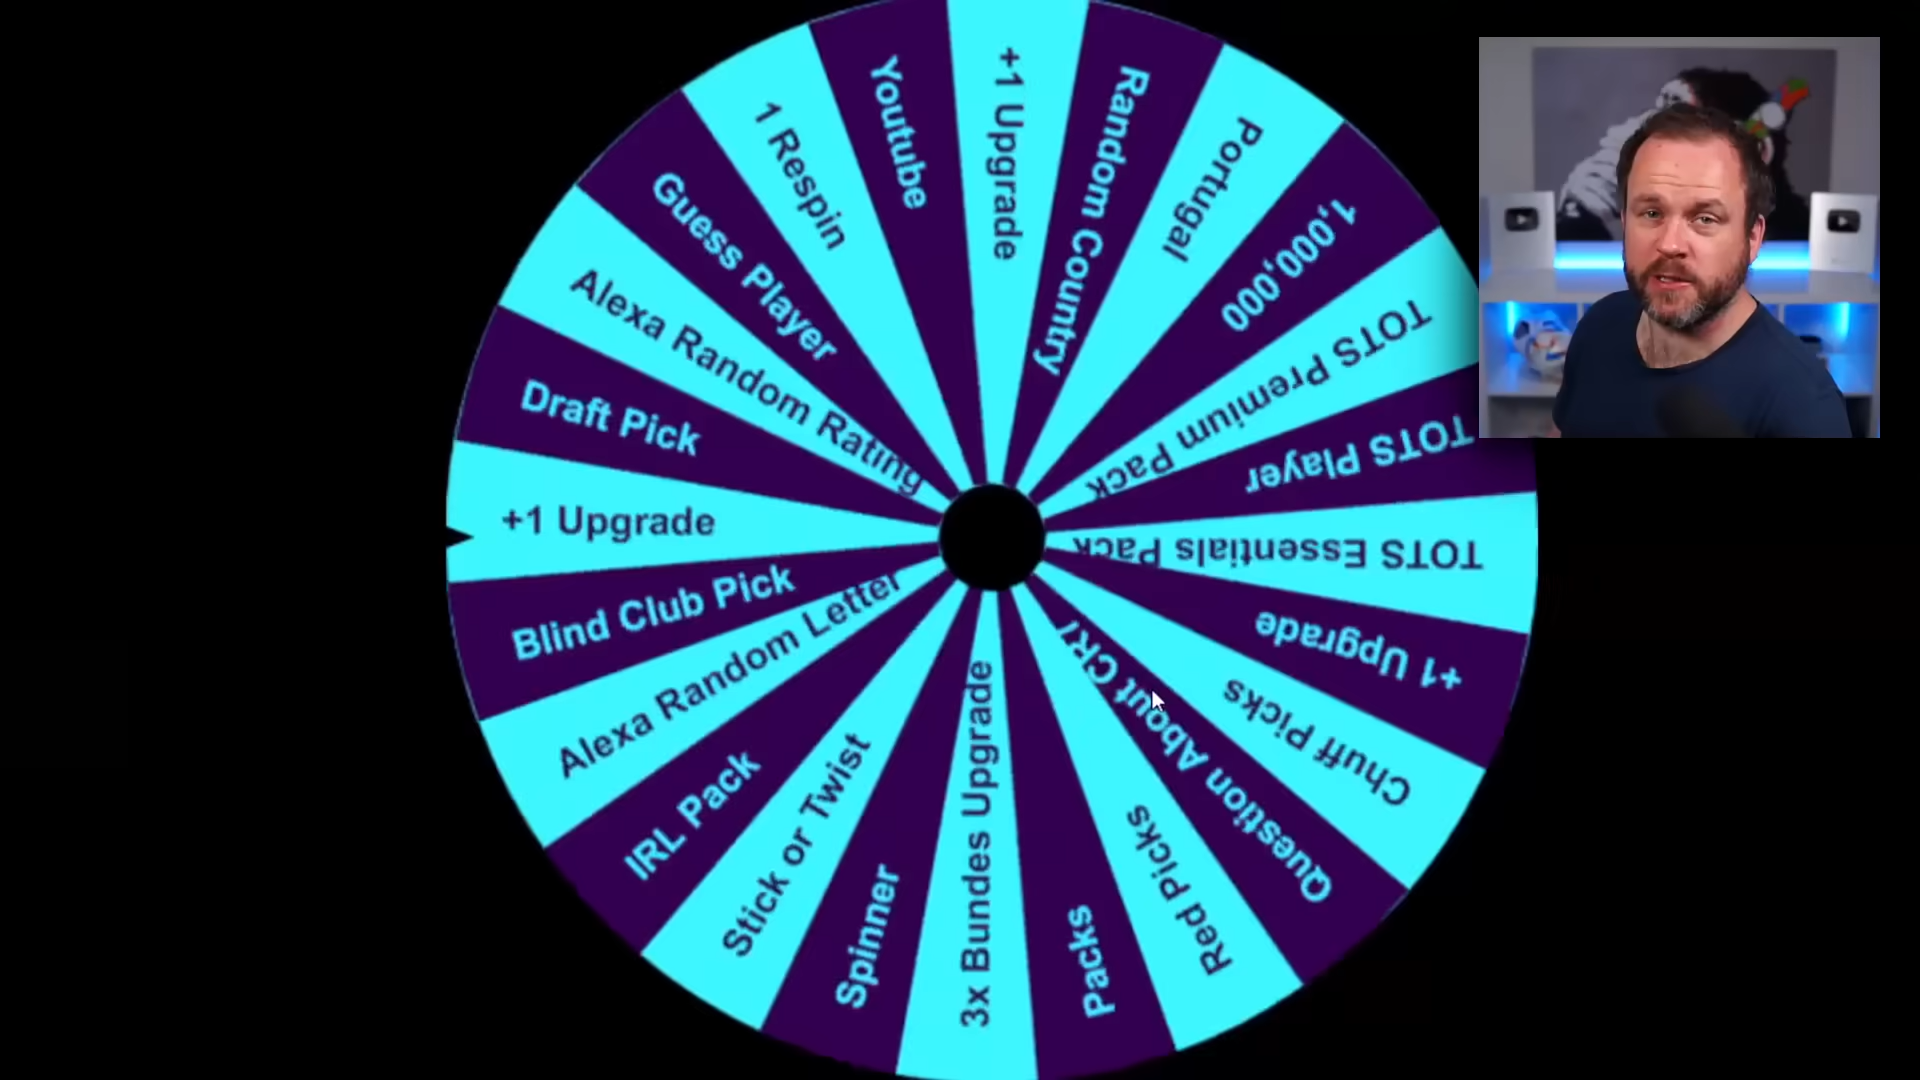 +1 Upgrade
Random Country
Portugal
1,000,000
TOTS Premium Pack
TOTS Player
TOTS Essentials Pack
+1 Upgrade
Chuff Picks
Question About CR7
Red Picks
Packs
3x Bundes Upgrade
Spinner
Stick or Twist
IRL Pack
Alexa Random Letter
Blind Club Pick
+1 Upgrade
Draft Pick
Alexa Random Rating
Guess Player
1 Respin
Youtube